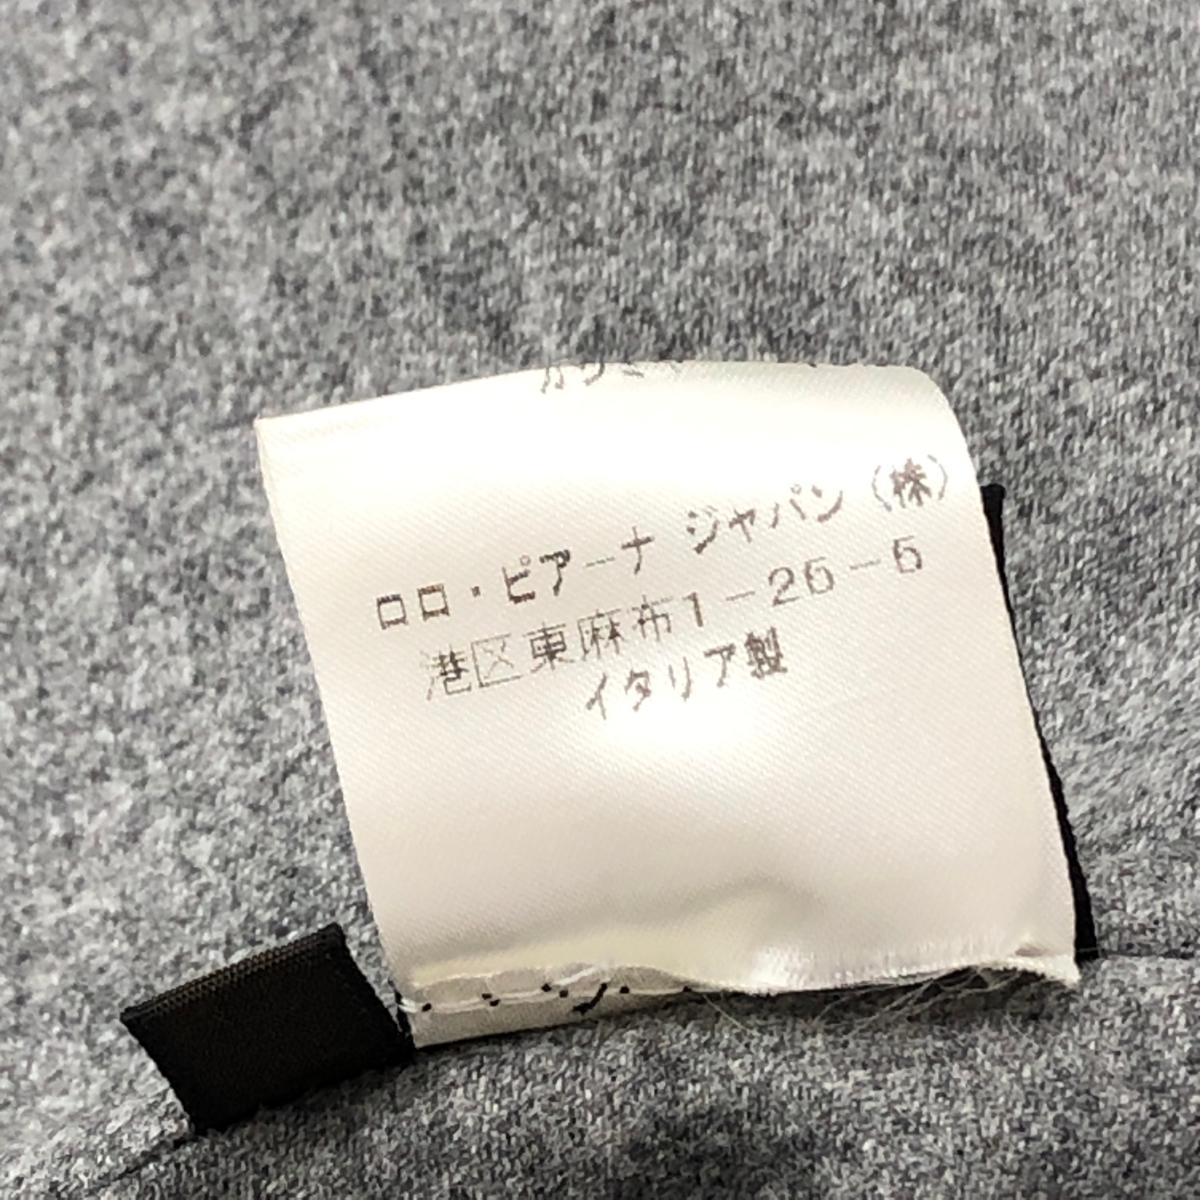 ロロ・ピアーナ ジャパン（株）
港区東麻布1-26-5
イタリア製